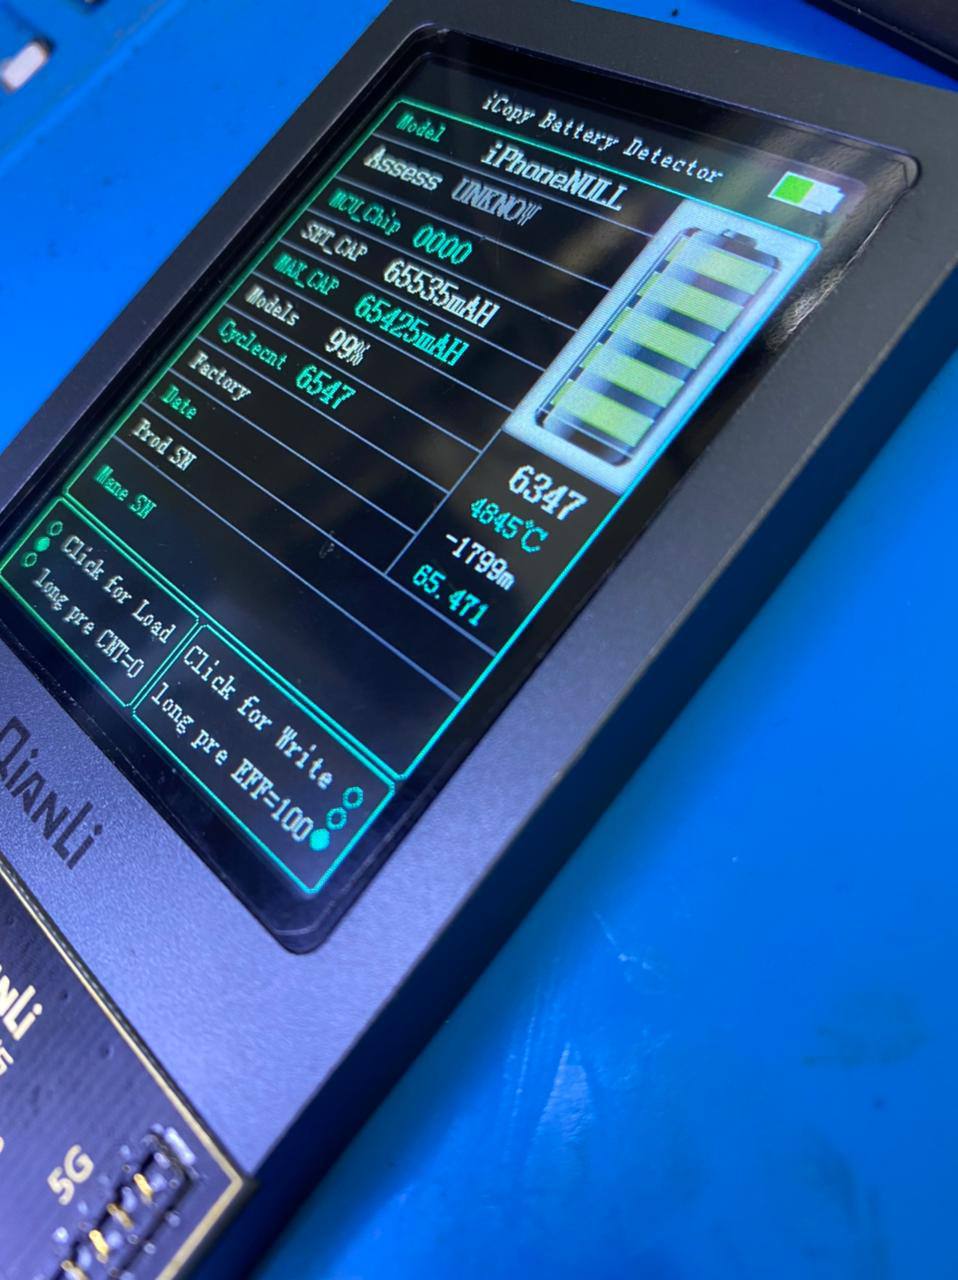 iCopy Battery Detector
Model iPhoneNULL
Assess UNKNOW
MCU_Chip 0000
SET_CAP 65535mAH
MAX_CAP 65425mAH
Models 99%
Cyclecnt 6547
Factory
Date
Prod SN
Mane SN
6347
4845℃
-1799m
65.471
Click for Load
long pre CNT=0
Click for Write
long pre EFF=100
QIANLI
5G